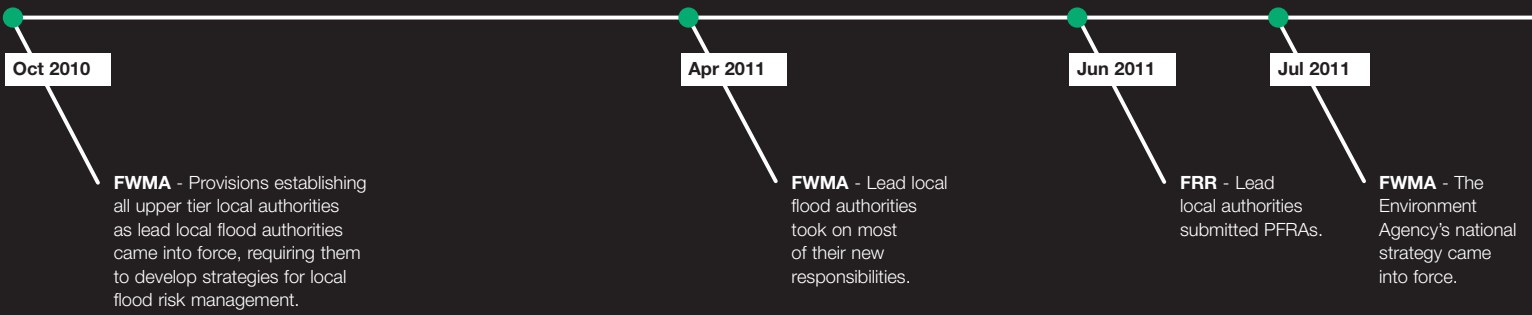 Oct 2010
FWMA - Provisions establishing
all upper tier local authorities
as lead local flood authorities
came into force, requiring them
to develop strategies for local
flood risk management.
Apr 2011
FWMA - Lead local
flood authorities
took on most
of their new
responsibilities.
Jun 2011
FRR - Lead
local authorities
submitted PFRAs.
Jul 2011
FWMA - The
Environment
Agency’s national
strategy came
into force.